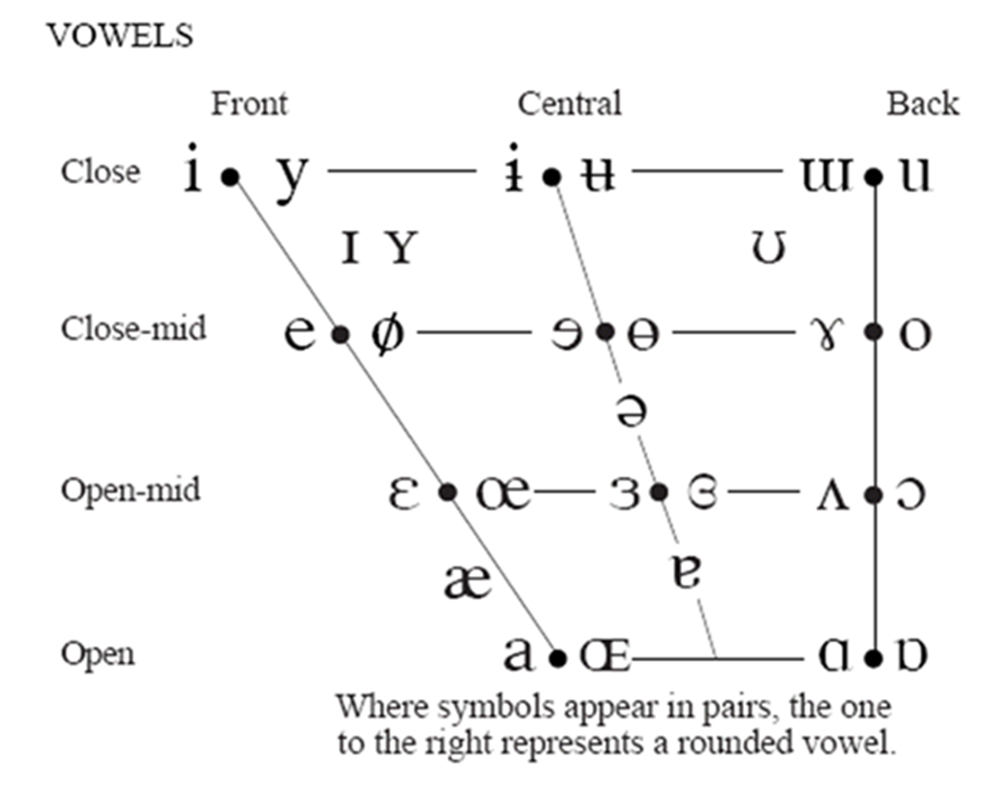 VOWELS
Front Central Back
Close i y ɨ ʉ ɯ u
ɪ ʏ ʊ
Close-mid e ø ɘ ɵ ɤ o
ə
Open-mid ɛ œ ɜ ɞ ʌ ɔ
æ ɐ
Open a ɶ ɑ ɒ
Where symbols appear in pairs, the one
to the right represents a rounded vowel.